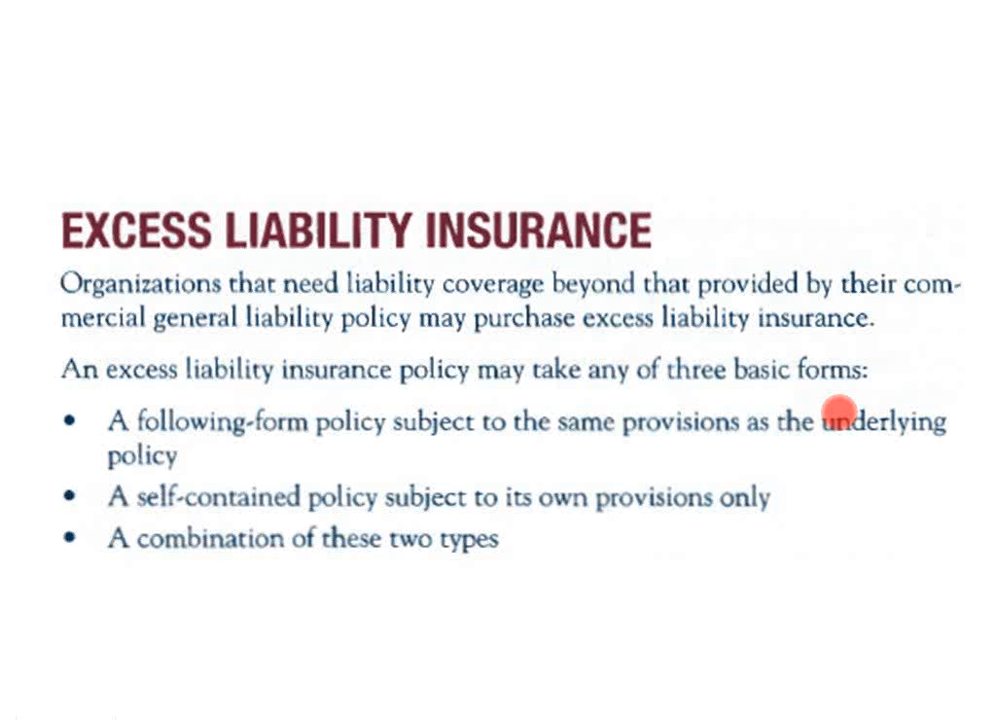 EXCESS LIABILITY INSURANCE
Organizations that need liability coverage beyond that provided by their com-
mercial general liability policy may purchase excess liability insurance.
An excess liability insurance policy may take any of three basic forms:
• A following-form policy subject to the same provisions as the underlying
policy
• A self-contained policy subject to its own provisions only
• A combination of these two types